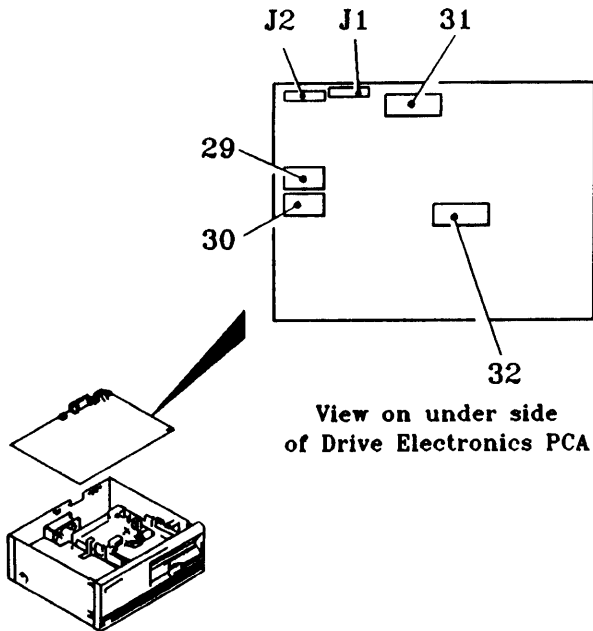 J2 J1 31
29
30
32
View on under side
of Drive Electronics PCA